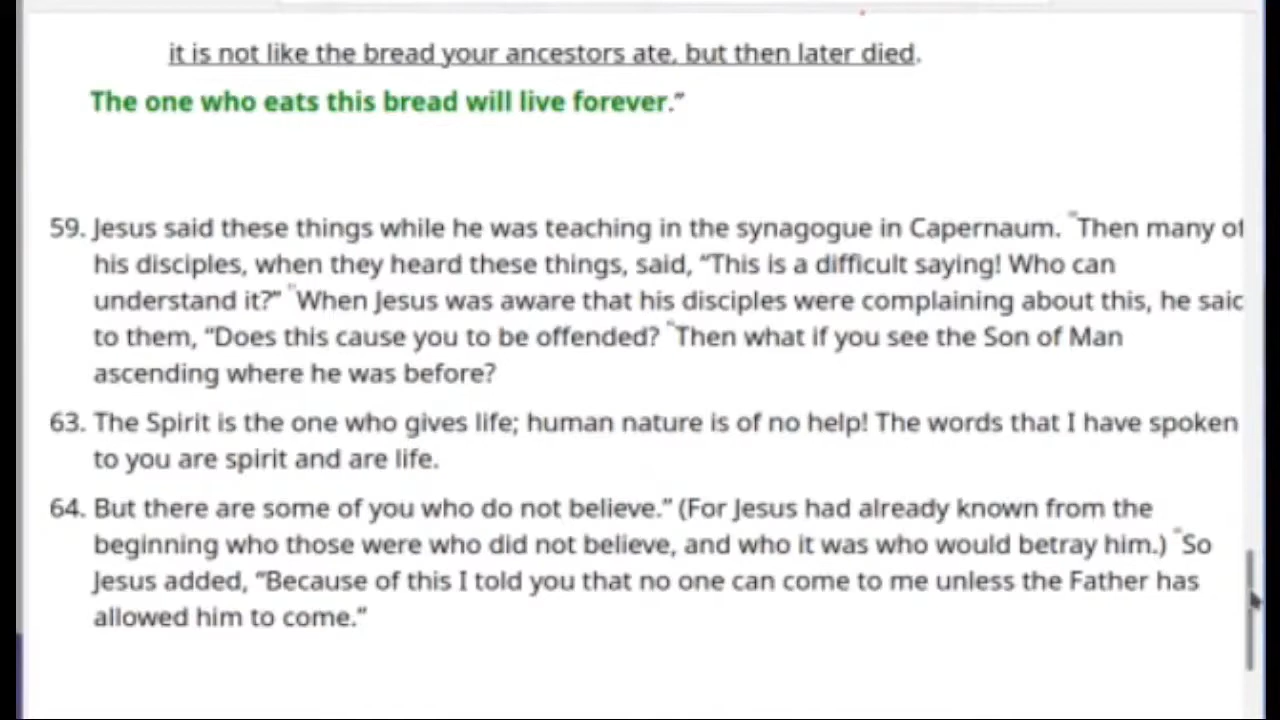 it is not like the bread your ancestors ate, but then later died.
The one who eats this bread will live forever.”
59. Jesus said these things while he was teaching in the synagogue in Capernaum. Then many of
his disciples, when they heard these things, said, “This is a difficult saying! Who can
understand it?” When Jesus was aware that his disciples were complaining about this, he said
to them, “Does this cause you to be offended? Then what if you see the Son of Man
ascending where he was before?
63. The Spirit is the one who gives life; human nature is of no help! The words that I have spoken
to you are spirit and are life.
64. But there are some of you who do not believe.” (For Jesus had already known from the
beginning who those were who did not believe, and who it was who would betray him.) So
Jesus added, “Because of this I told you that no one can come to me unless the Father has
allowed him to come.”